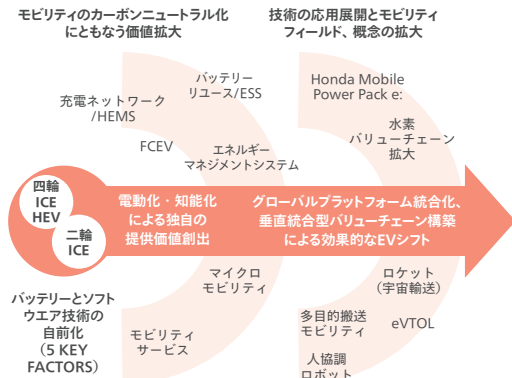 モビリティのカーボンニュートラル化
にともなう価値拡大
技術の応用展開とモビリティ
フィールド、概念の拡大
バッテリー
リユース/ESS
充電ネットワーク
/HEMS
FCEV
エネルギー
マネジメントシステム
Honda Mobile
Power Pack e:
水素
バリューチェーン
拡大
四輪
ICE
HEV
二輪
ICE
電動化・知能化
による独自の
提供価値創出
グローバルプラットフォーム統合化、
垂直統合型バリューチェーン構築
による効果的なEVシフト
バッテリーとソフト
ウエア技術の
自前化
（5 KEY
FACTORS）
マイクロ
モビリティ
モビリティ
サービス
ロケット
(宇宙輸送)
多目的搬送
モビリティ
eVTOL
人協調
ロボット